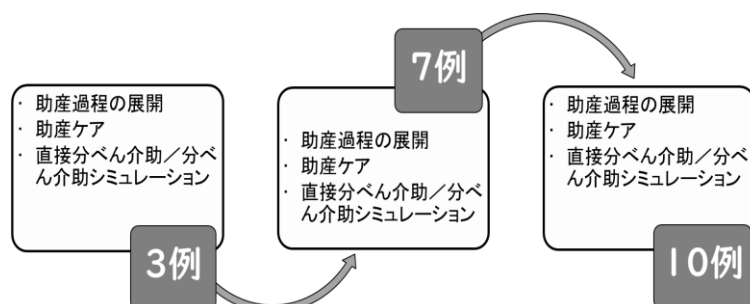 ・ 助産過程の展開
・ 助産ケア
・ 直接分べん介助／分べ
ん介助シミュレーション
3例
7例
・ 助産過程の展開
・ 助産ケア
・ 直接分べん介助／分べ
ん介助シミュレーション
・ 助産過程の展開
・ 助産ケア
・ 直接分べん介助／分べ
ん介助シミュレーション
10例